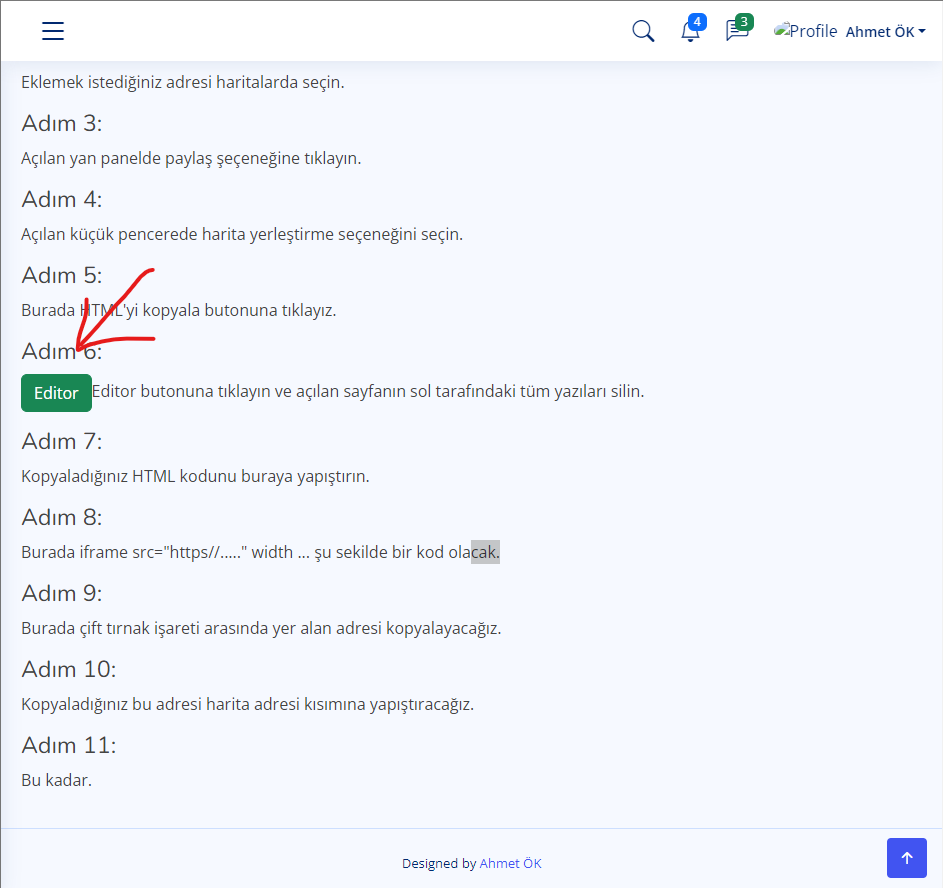 4
3
Profile
Ahmet ÖK
Eklemek istediğiniz adresi haritalarda seçin.
Adım 3:
Açılan yan panelde paylaş şeçeneğine tıklayın.
Adım 4:
Açılan küçük pencerede harita yerleştirme seçeneğini seçin.
Adım 5:
Burada HTML'yi kopyala butonuna tıklayız.
Adım 6:
Editor Editor butonuna tıklayın ve açılan sayfanın sol tarafındaki tüm yazıları silin.
Adım 7:
Kopyaladığınız HTML kodunu buraya yapıştırın.
Adım 8:
Burada iframe src="https//....." width ... şu sekilde bir kod olacak.
Adım 9:
Burada çift tırnak işareti arasında yer alan adresi kopyalayacağız.
Adım 10:
Kopyaladığınız bu adresi harita adresi kısımına yapıştıracağız.
Adım 11:
Bu kadar.
Designed by Ahmet ÖK